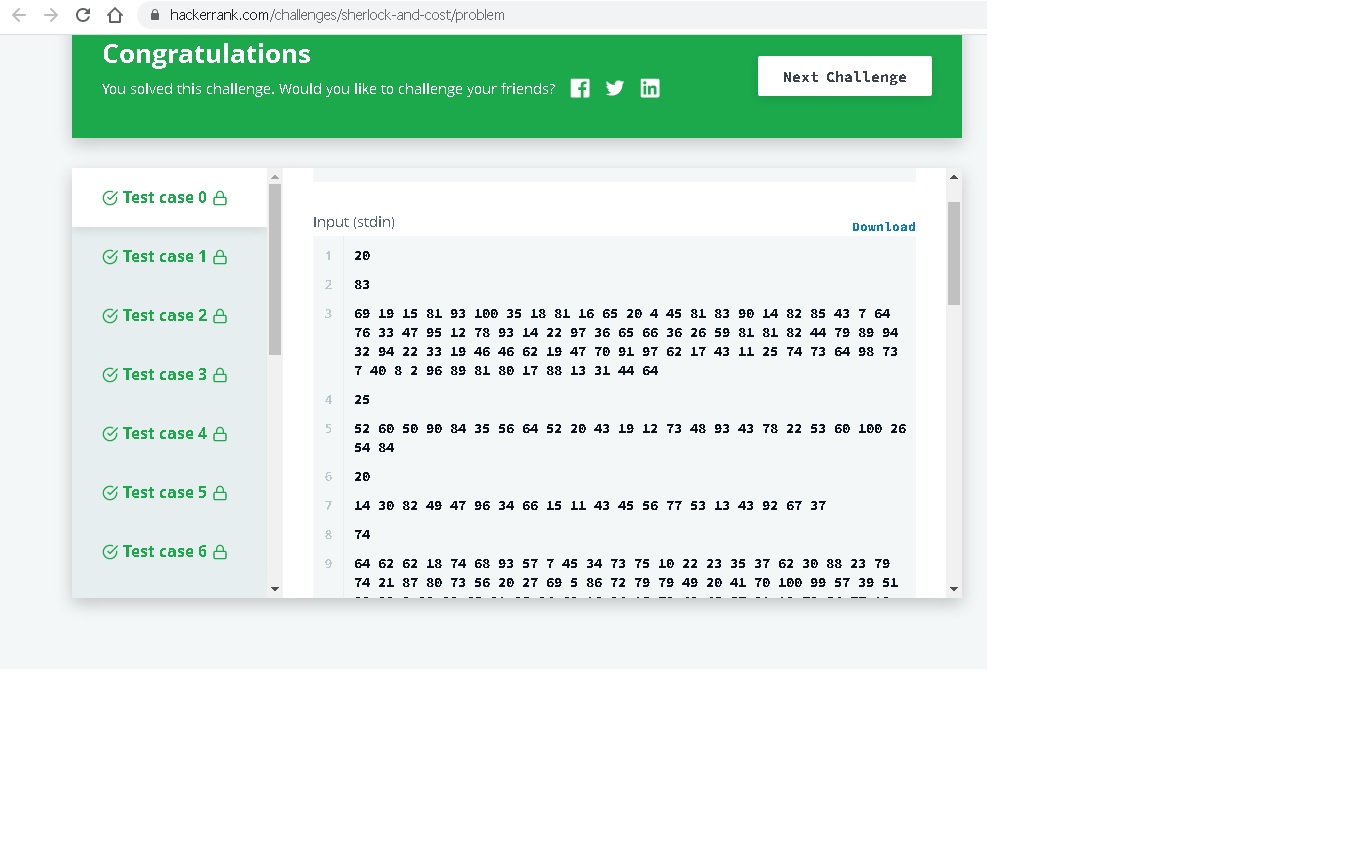 hackerrank.com/challenges/sherlock-and-cost/problem
Congratulations
You solved this challenge. Would you like to challenge your friends?
Next Challenge
Test case 0
Test case 1
Test case 2
Test case 3
Test case 4
Test case 5
Test case 6
Input (stdin)
Download
1 20
2 83
3 69 19 15 81 93 100 35 18 81 16 65 20 4 45 81 83 90 14 82 85 43 7 64
76 33 47 95 12 78 93 14 22 97 36 65 66 36 26 59 81 81 82 44 79 89 94
32 94 22 33 19 46 46 62 19 47 70 91 97 62 17 43 11 25 74 73 64 98 73
7 40 8 2 96 89 81 80 17 88 13 31 44 64
4 25
5 52 60 50 90 84 35 56 64 52 20 43 19 12 73 48 93 43 78 22 53 60 100 26
54 84
6 20
7 14 30 82 49 47 96 34 66 15 11 43 45 56 77 53 13 43 92 67 37
8 74
9 64 62 62 18 74 68 93 57 7 45 34 73 75 10 22 23 35 37 62 30 88 23 79
74 21 87 80 73 56 20 27 69 5 86 72 79 79 49 20 41 70 100 99 57 39 51